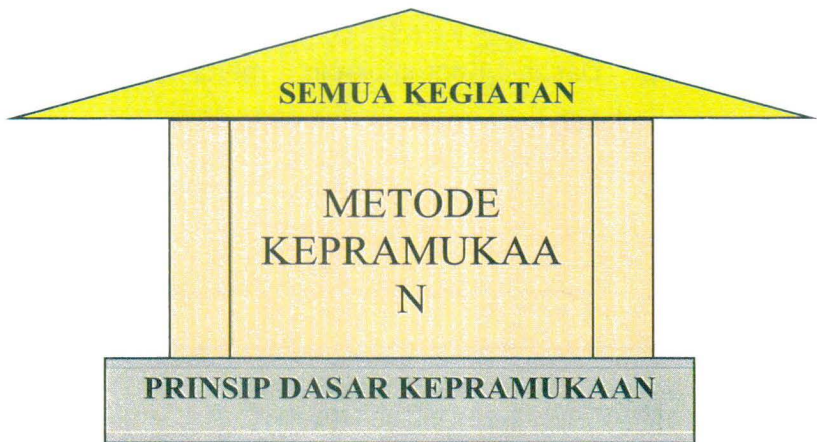 SEMUA KEGIATAN
METODE
KEPRAMUKAA
N
PRINSIP DASAR KEPRAMUKAAN